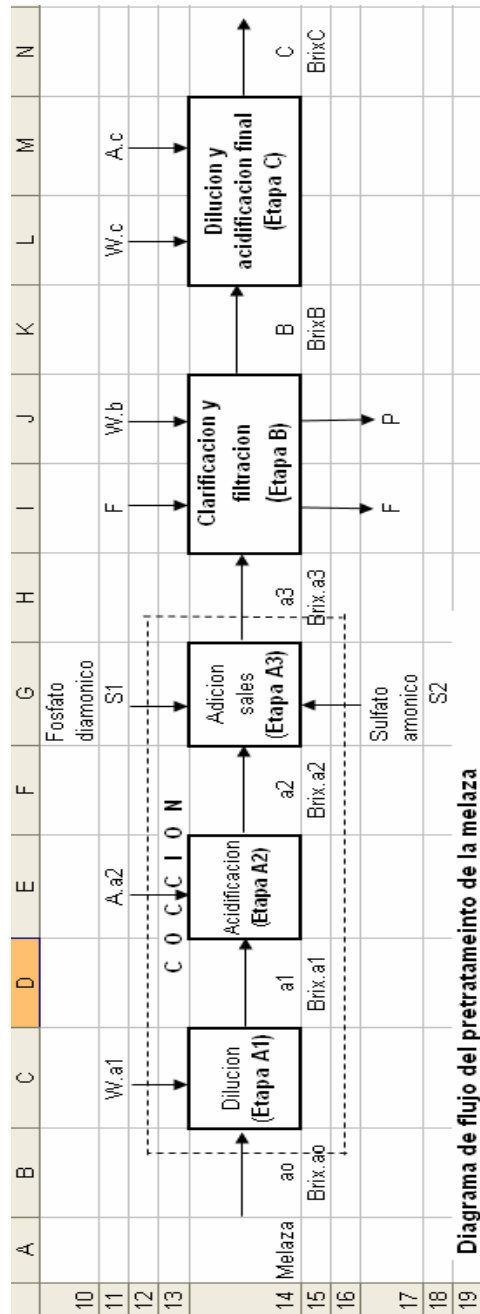 A B C D E F G H I J K L M N
10
11
12
13
14
15
16
17
18
19
Fosfato
diamonico
W.a1
A.a2
S1
F
W.b
W.c
A.c
C O C C I O N
Dilucion
(Etapa A1)
Acidificacion
(Etapa A2)
Adicion
sales
(Etapa A3)
Clarificacion y
filtracion
(Etapa B)
Dilucion y
acidificacion final
(Etapa C)
Melaza
ao
a1
a2
a3
B
C
Brix.ao
Brix.a1
Brix.a2
Brix.a3
BrixB
BrixC
Sulfato
amonico
S2
F
P
Diagrama de flujo del pretratameinto de la melaza